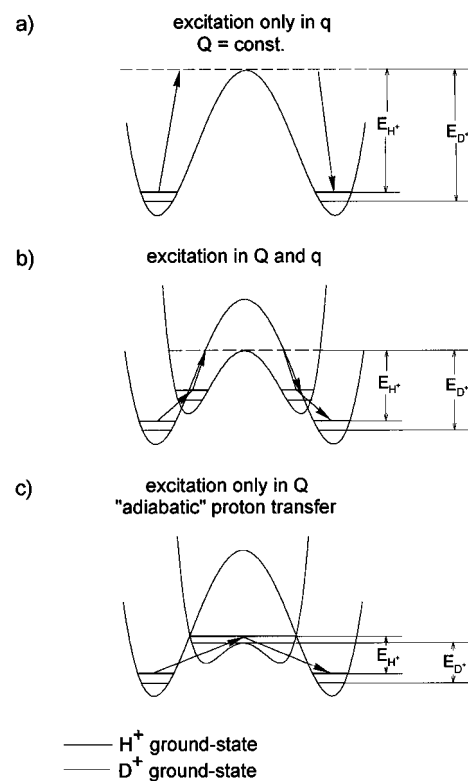 a)
excitation only in q
Q = const.
E_H+
E_D+
b)
excitation in Q and q
E_H+
E_D+
c)
excitation only in Q
"adiabatic" proton transfer
E_H+
E_D+
H+ ground-state
D+ ground-state